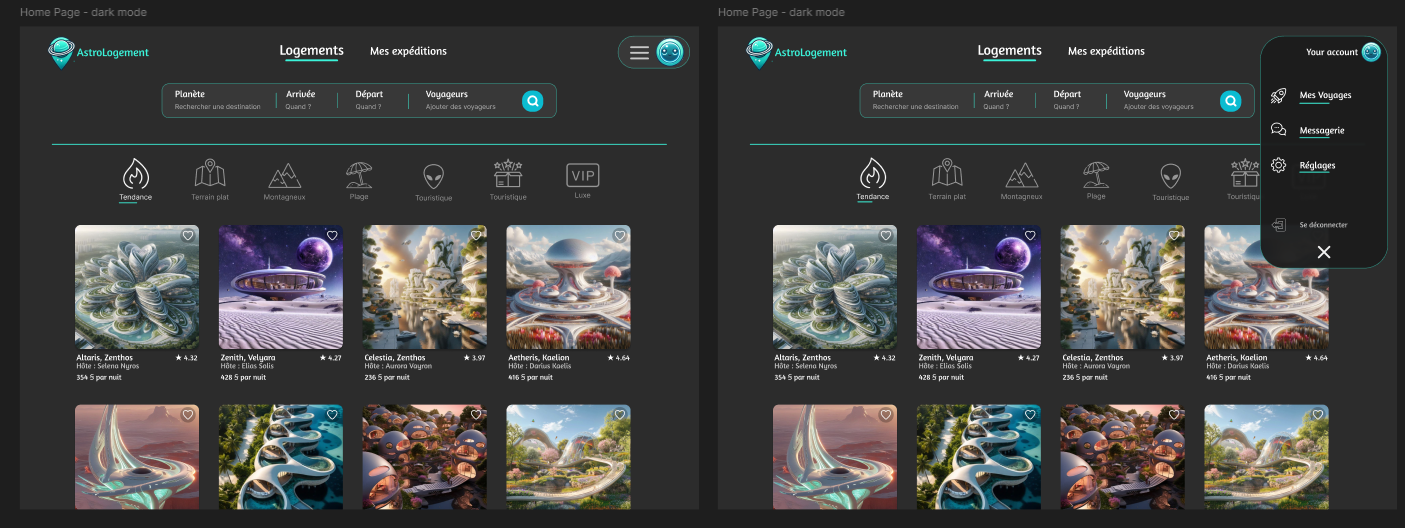 Home Page - dark mode
AstroLogement
Logements
Mes expéditions
Planète
Rechercher une destination
Arrivée
Quand ?
Départ
Quand ?
Voyageurs
Ajouter des voyageurs
Tendance
Terrain plat
Montagneux
Plage
Touristique
Touristique
VIP
Luxe
Altaris, Zenthos
★ 4.32
Hôte : Selena Nyros
354 § par nuit
Zenith, Velyara
★ 4.27
Hôte : Elias Solis
428 § par nuit
Celestia, Zenthos
★ 3.97
Hôte : Aurora Vayron
236 § par nuit
Aetheris, Kaelion
★ 4.64
Hôte : Darius Kaelis
416 § par nuit
Home Page - dark mode
AstroLogement
Logements
Mes expéditions
Your account
Planète
Rechercher une destination
Arrivée
Quand ?
Départ
Quand ?
Voyageurs
Ajouter des voyageurs
Mes Voyages
Messagerie
Réglages
Se déconnecter
Tendance
Terrain plat
Montagneux
Plage
Touristique
Touristiqu
Altaris, Zenthos
★ 4.32
Hôte : Selena Nyros
354 § par nuit
Zenith, Velyara
★ 4.27
Hôte : Elias Solis
428 § par nuit
Celestia, Zenthos
★ 3.97
Hôte : Aurora Vayron
236 § par nuit
Aetheris, Kaelion
★ 4.64
Hôte : Darius Kaelis
416 § par nuit